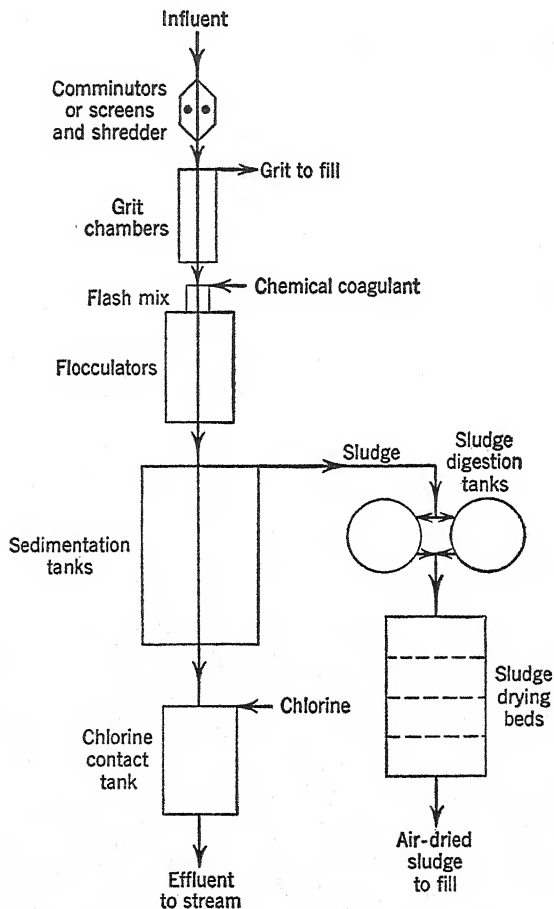 Influent
Comminutors
or screens
and shredder
Grit to fill
Grit
chambers
Chemical coagulant
Flash mix
Flocculators
Sludge
Sludge
digestion
tanks
Sedimentation
tanks
Sludge
drying
beds
Chlorine
Chlorine
contact
tank
Air-dried
sludge
to fill
Effluent
to stream